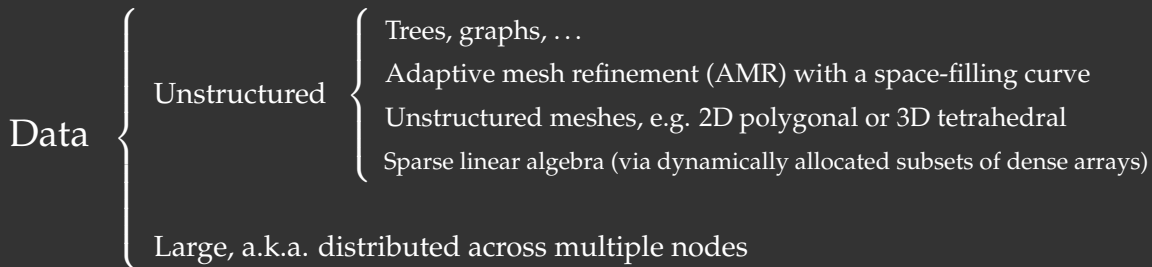 Trees, graphs, …
Adaptive mesh refinement (AMR) with a space-filling curve
Unstructured
Unstructured meshes, e.g. 2D polygonal or 3D tetrahedral
Data
Sparse linear algebra (via dynamically allocated subsets of dense arrays)
Large, a.k.a. distributed across multiple nodes